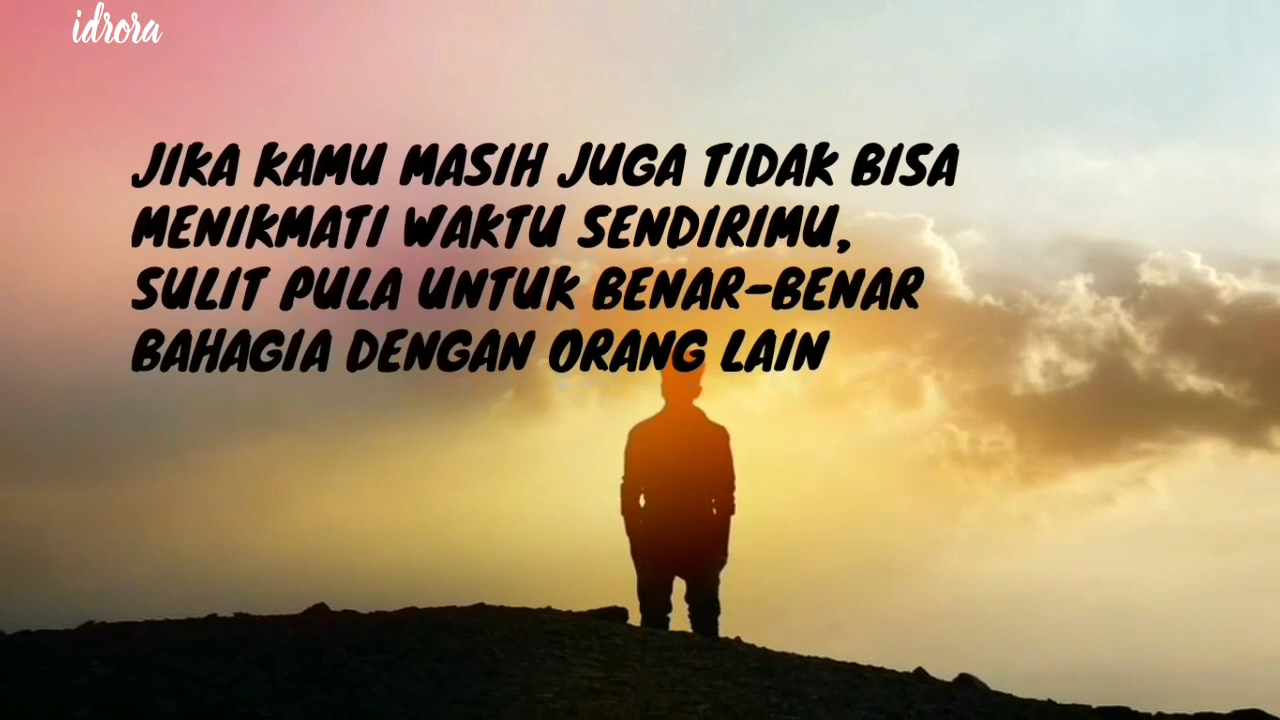 idrora
JIKA KAMU MASIH JUGA TIDAK BISA
MENIKMATI WAKTU SENDIRIMU,
SULIT PULA UNTUK BENAR-BENAR
BAHAGIA DENGAN ORANG LAIN